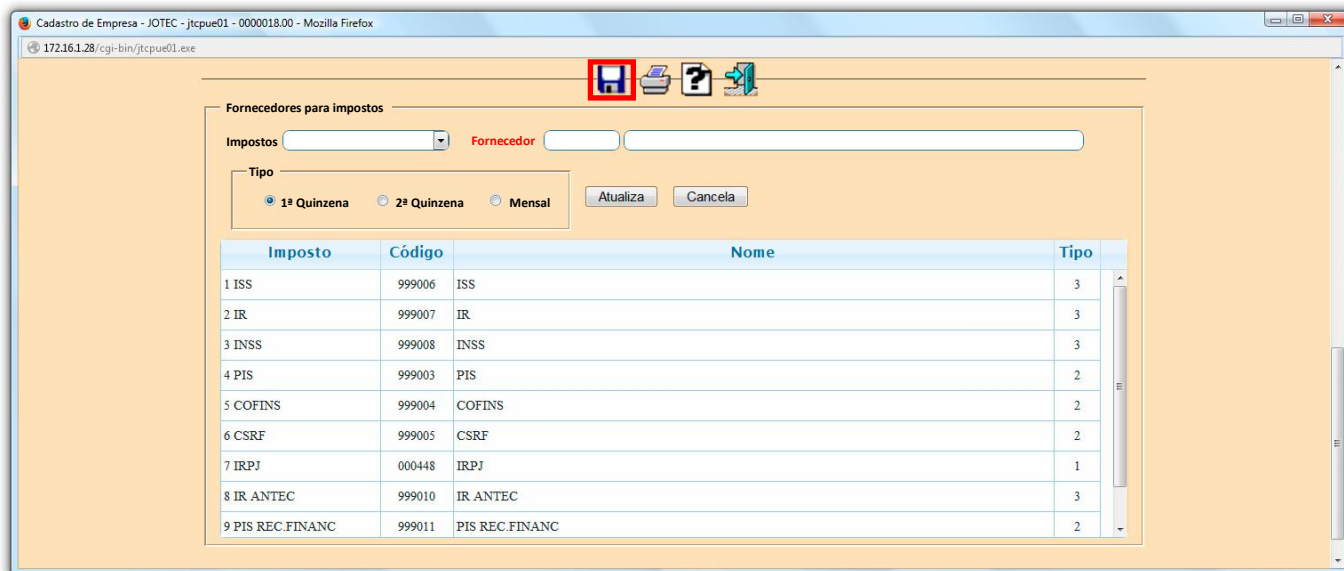 Cadastro de Empresa - JOTEC - jtcpue01 - 0000018.00 - Mozilla Firefox
172.16.1.28/cgi-bin/jtcpue01.exe
Fornecedores para impostos
Impostos Fornecedor
Tipo
1ª Quinzena 2ª Quinzena Mensal Atualiza Cancela
Imposto Código Nome Tipo
1 ISS 999006 ISS 3
2 IR 999007 IR 3
3 INSS 999008 INSS 3
4 PIS 999003 PIS 2
5 COFINS 999004 COFINS 2
6 CSRF 999005 CSRF 2
7 IRPJ 000448 IRPJ 1
8 IR ANTEC 999010 IR ANTEC 3
9 PIS REC.FINANC 999011 PIS REC.FINANC 2